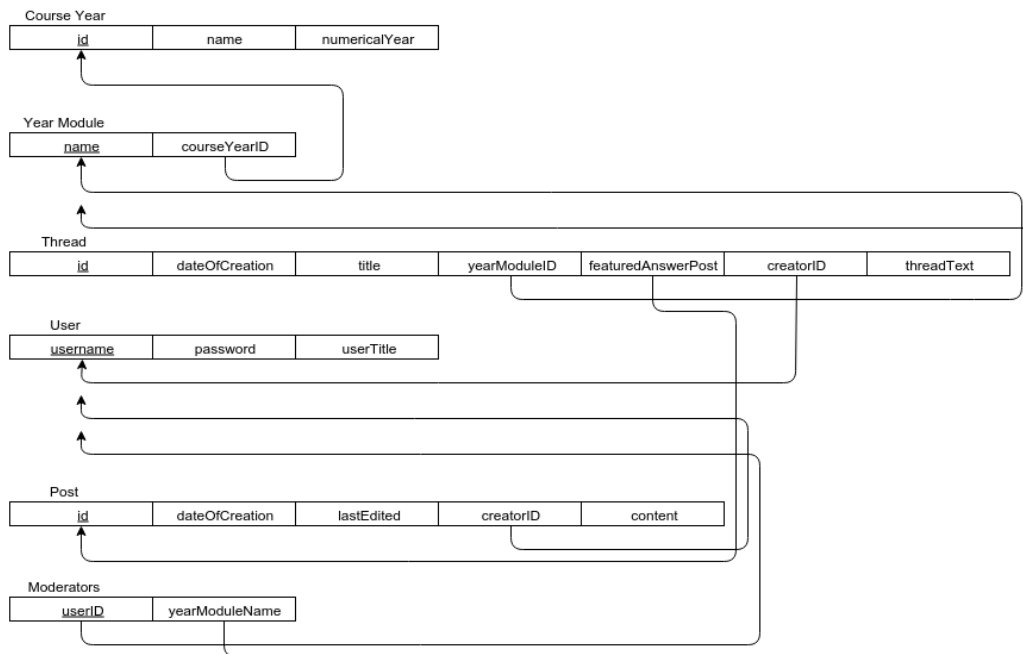 Course Year
id name numericalYear
Year Module
name courseYearID
Thread
id dateOfCreation title yearModuleID featuredAnswerPost creatorID threadText
User
username password userTitle
Post
id dateOfCreation lastEdited creatorID content
Moderators
userID yearModuleName